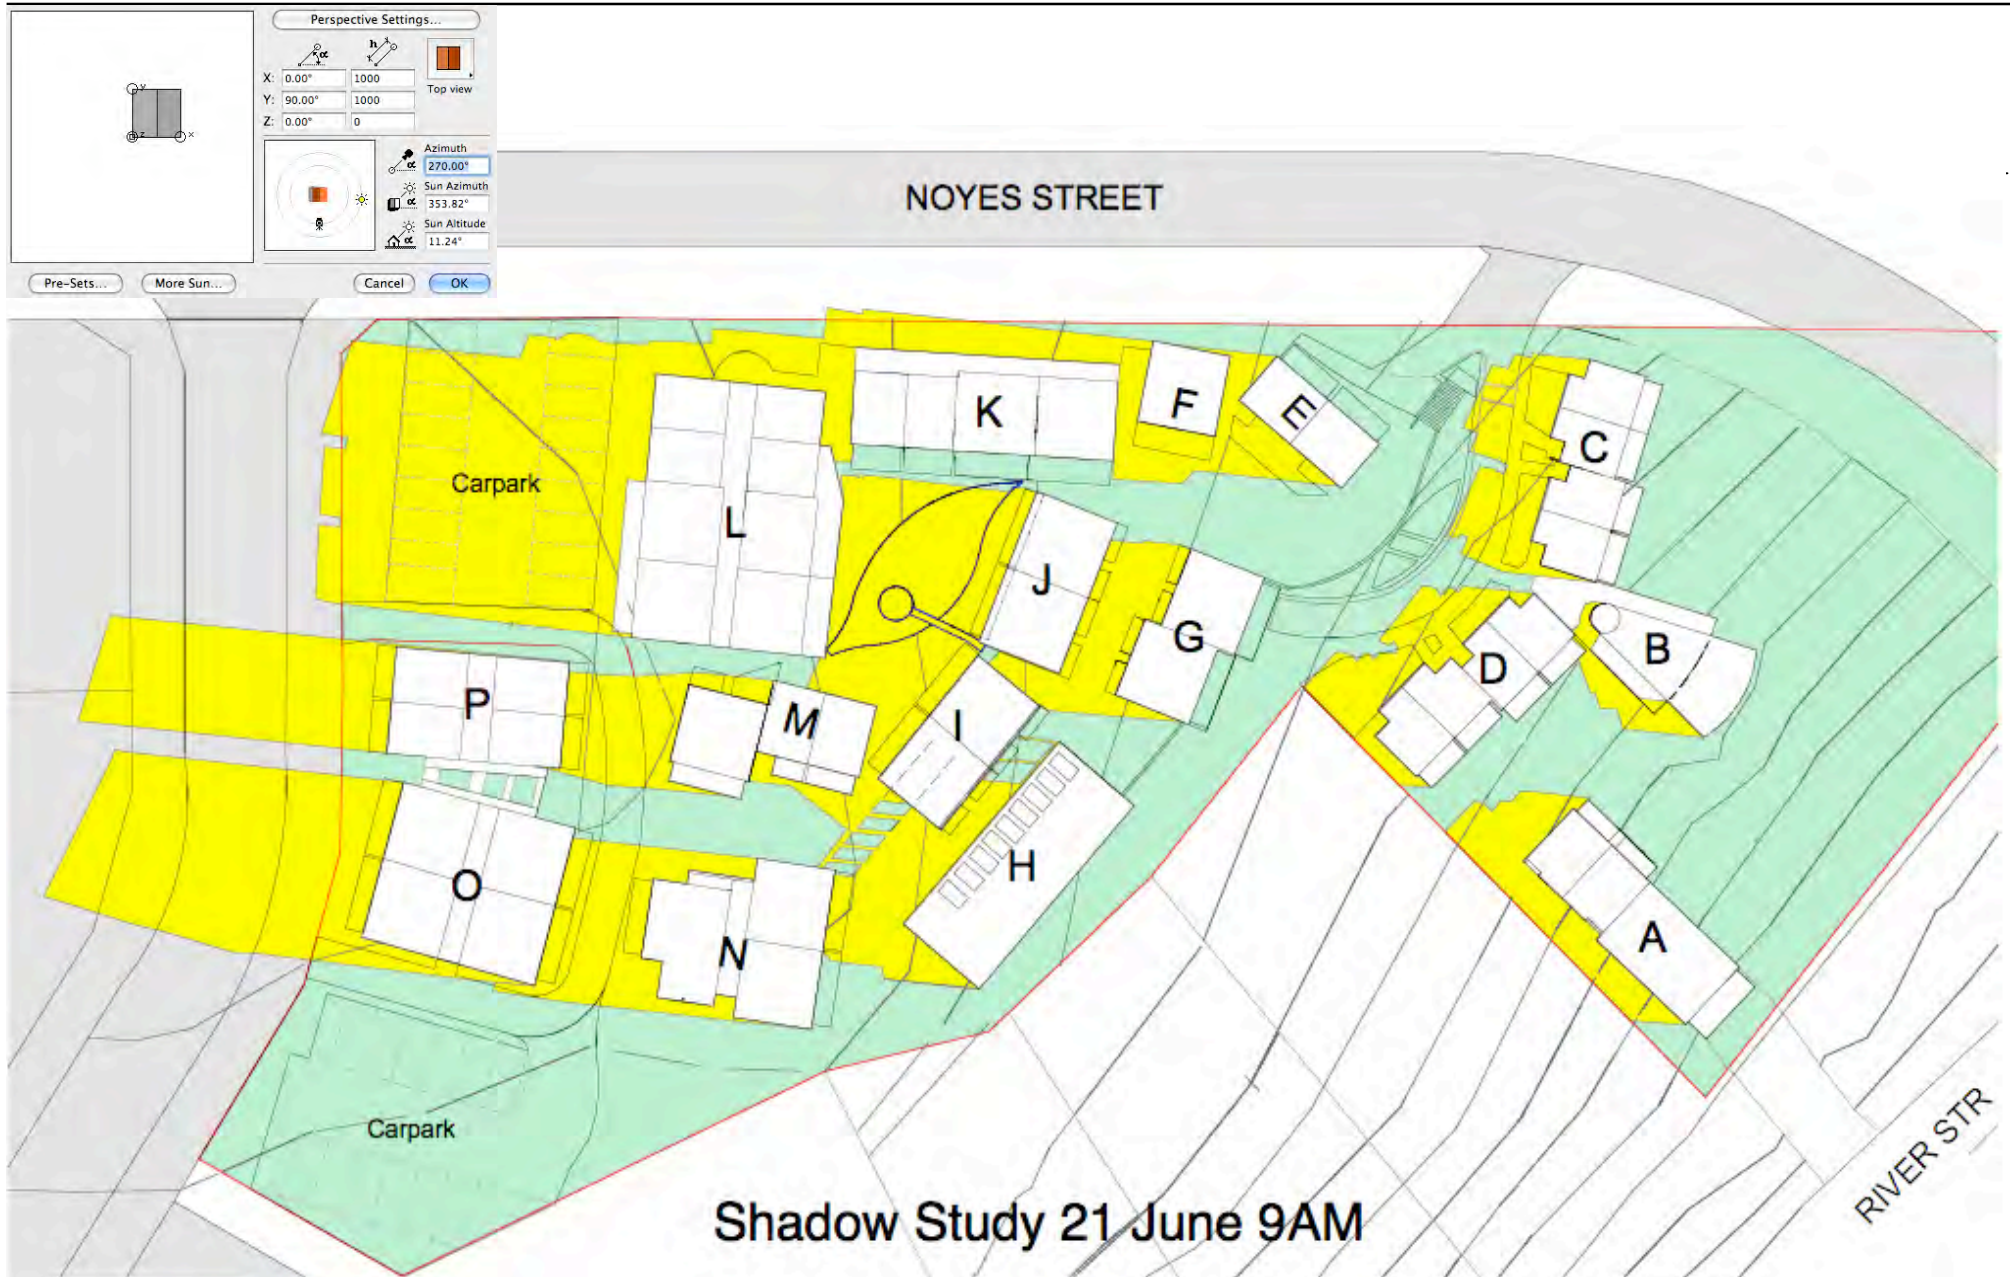 Perspective Settings...
α h
X: 0.00° 1000
Y: 90.00° 1000
Z: 0.00° 0
Top view
y
z x
Azimuth
α 270.00°
Sun Azimuth
α 353.82°
Sun Altitude
α 11.24°
Pre-Sets... More Sun... Cancel OK
NOYES STREET
K F E
C
Carpark
L
J
G
B
D
P
M
I
H
O
N
A
Carpark
RIVER STR
Shadow Study 21 June 9AM